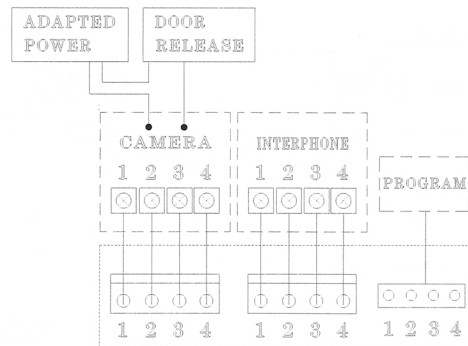 ADAPTED POWER
DOOR RELEASE
CAMERA
1 2 3 4
INTERPHONE
1 2 3 4
PROGRAM
1 2 3 4
1 2 3 4
1 2 3 4